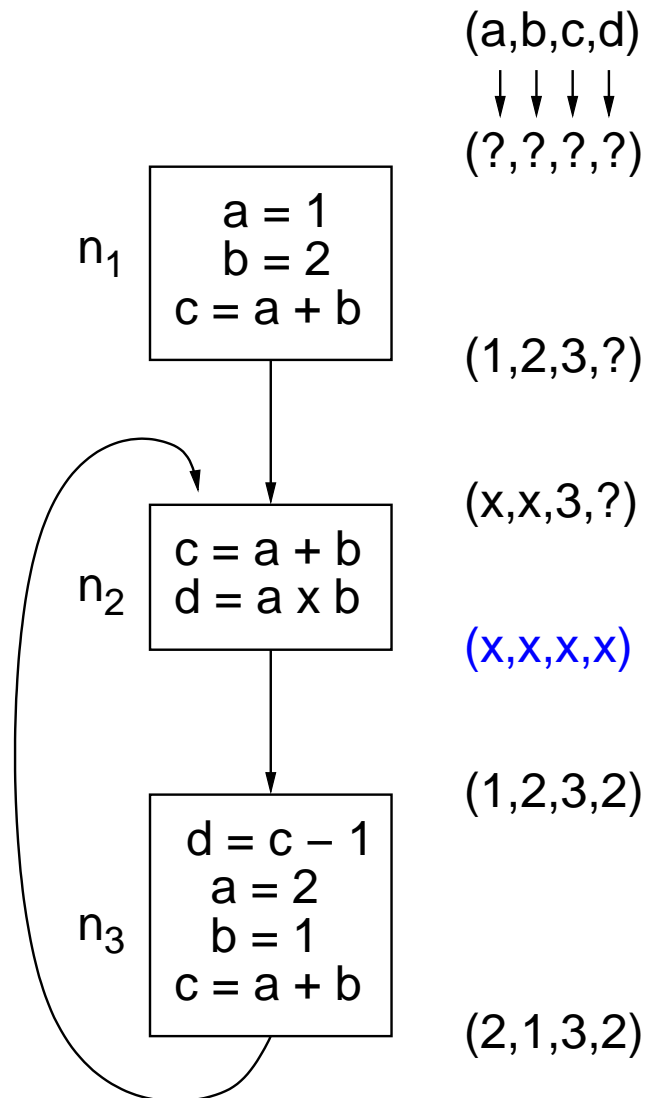 (a,b,c,d)
(?,?,?,?)
n₁
a = 1
b = 2
c = a + b
(1,2,3,?)
(x,x,3,?)
n₂
c = a + b
d = a x b
(x,x,x,x)
(1,2,3,2)
n₃
d = c – 1
a = 2
b = 1
c = a + b
(2,1,3,2)